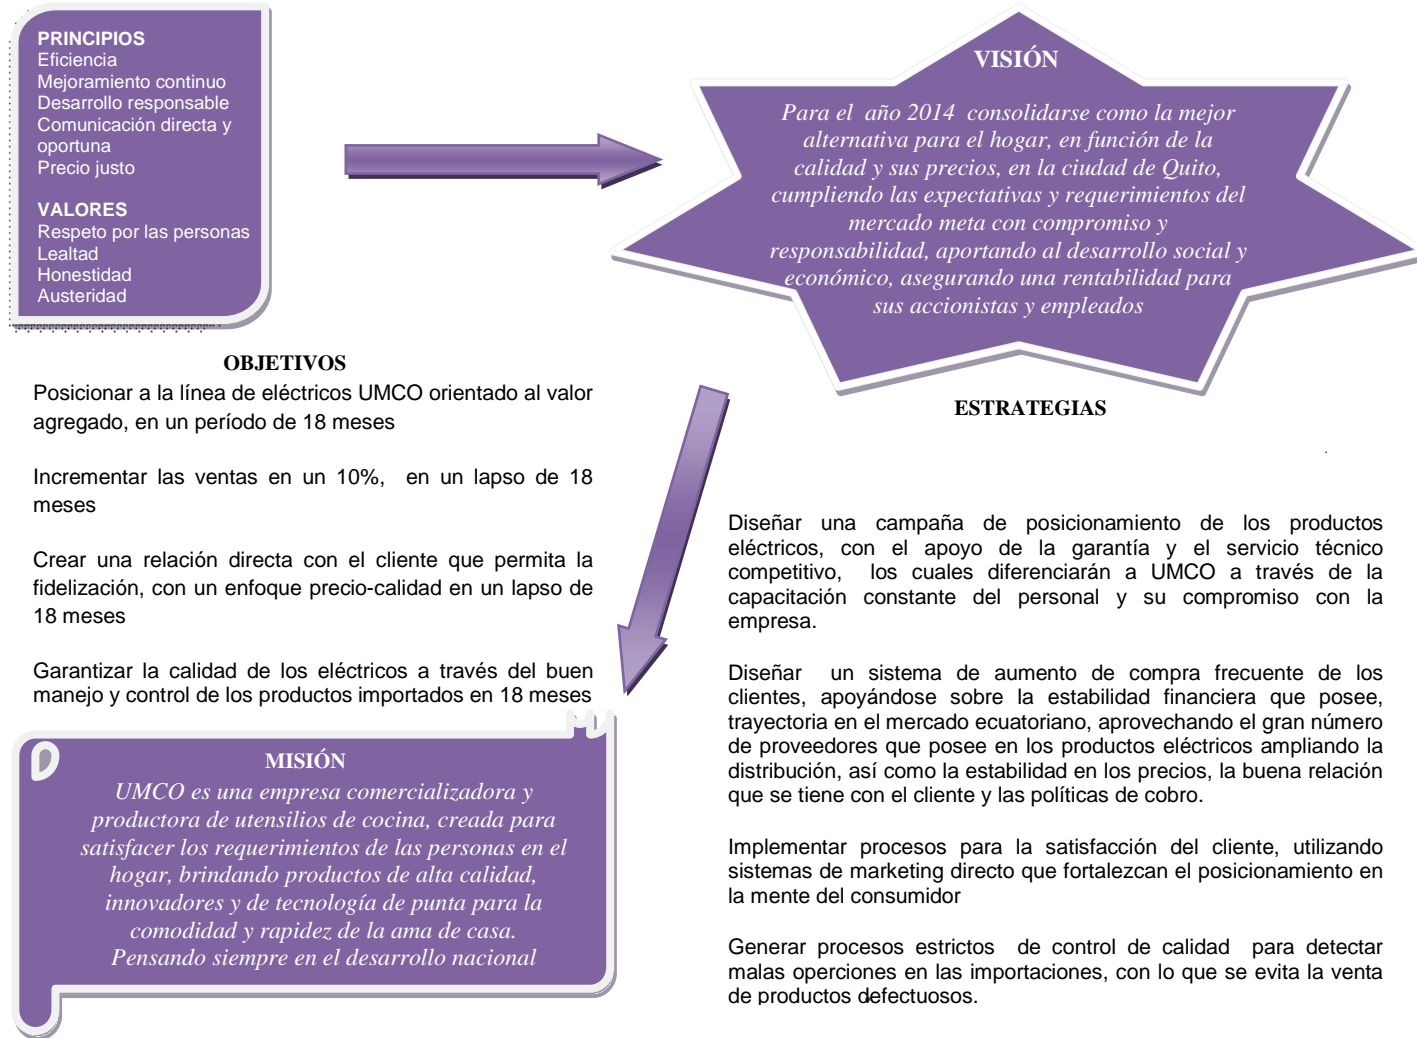 PRINCIPIOS
Eficiencia
Mejoramiento continuo
Desarrollo responsable
Comunicación directa y
oportuna
Precio justo
VALORES
Respeto por las personas
Lealtad
Honestidad
Austeridad
VISIÓN
Para el año 2014 consolidarse como la mejor
alternativa para el hogar, en función de la
calidad y sus precios, en la ciudad de Quito,
cumpliendo las expectativas y requerimientos del
mercado meta con compromiso y
responsabilidad, aportando al desarrollo social y
económico, asegurando una rentabilidad para
sus accionistas y empleados
OBJETIVOS
Posicionar a la línea de eléctricos UMCO orientado al valor
agregado, en un período de 18 meses
Incrementar las ventas en un 10%, en un lapso de 18
meses
Crear una relación directa con el cliente que permita la
fidelización, con un enfoque precio-calidad en un lapso de
18 meses
Garantizar la calidad de los eléctricos a través del buen
manejo y control de los productos importados en 18 meses
MISIÓN
UMCO es una empresa comercializadora y
productora de utensilios de cocina, creada para
satisfacer los requerimientos de las personas en el
hogar, brindando productos de alta calidad,
innovadores y de tecnología de punta para la
comodidad y rapidez de la ama de casa.
Pensando siempre en el desarrollo nacional
ESTRATEGIAS
Diseñar una campaña de posicionamiento de los productos
eléctricos, con el apoyo de la garantía y el servicio técnico
competitivo, los cuales diferenciarán a UMCO a través de la
capacitación constante del personal y su compromiso con la
empresa.
Diseñar un sistema de aumento de compra frecuente de los
clientes, apoyándose sobre la estabilidad financiera que posee,
trayectoria en el mercado ecuatoriano, aprovechando el gran número
de proveedores que posee en los productos eléctricos ampliando la
distribución, así como la estabilidad en los precios, la buena relación
que se tiene con el cliente y las políticas de cobro.
Implementar procesos para la satisfacción del cliente, utilizando
sistemas de marketing directo que fortalezcan el posicionamiento en
la mente del consumidor
Generar procesos estrictos de control de calidad para detectar
malas operciones en las importaciones, con lo que se evita la venta
de productos defectuosos.